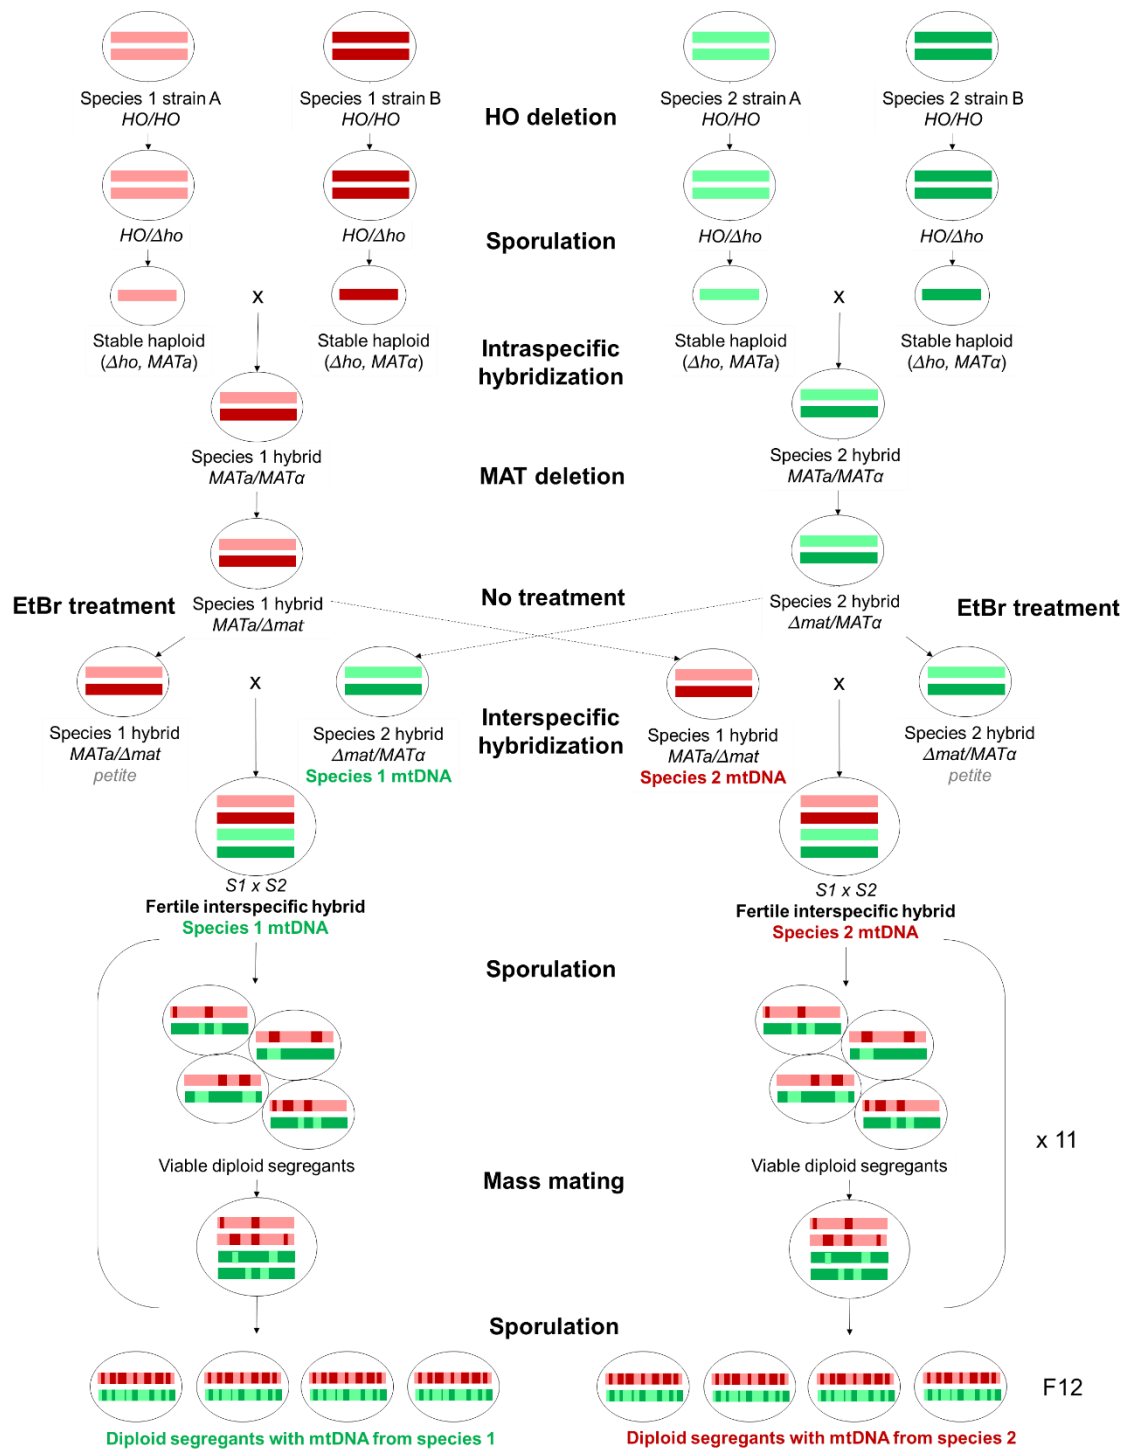 Species 1 strain A
HO/HO
Species 1 strain B
HO/HO
HO deletion
Species 2 strain A
HO/HO
Species 2 strain B
HO/HO
HO/Δho
HO/Δho
Sporulation
HO/Δho
HO/Δho
x
x
Stable haploid
(Δho, MATa)
Stable haploid
(Δho, MATα)
Intraspecific
hybridization
Stable haploid
(Δho, MATa)
Stable haploid
(Δho, MATα)
Species 1 hybrid
MATa/MATα
MAT deletion
Species 2 hybrid
MATa/MATα
EtBr treatment
Species 1 hybrid
MATa/Δmat
No treatment
Species 2 hybrid
Δmat/MATα
EtBr treatment
x
x
Species 1 hybrid
MATa/Δmat
petite
Species 2 hybrid
Δmat/MATα
Species 1 mtDNA
Interspecific
hybridization
Species 1 hybrid
MATa/Δmat
Species 2 mtDNA
Species 2 hybrid
Δmat/MATα
petite
S1 x S2
Fertile interspecific hybrid
Species 1 mtDNA
S1 x S2
Fertile interspecific hybrid
Species 2 mtDNA
Sporulation
Viable diploid segregants
Viable diploid segregants
x 11
Mass mating
Sporulation
F12
Diploid segregants with mtDNA from species 1
Diploid segregants with mtDNA from species 2